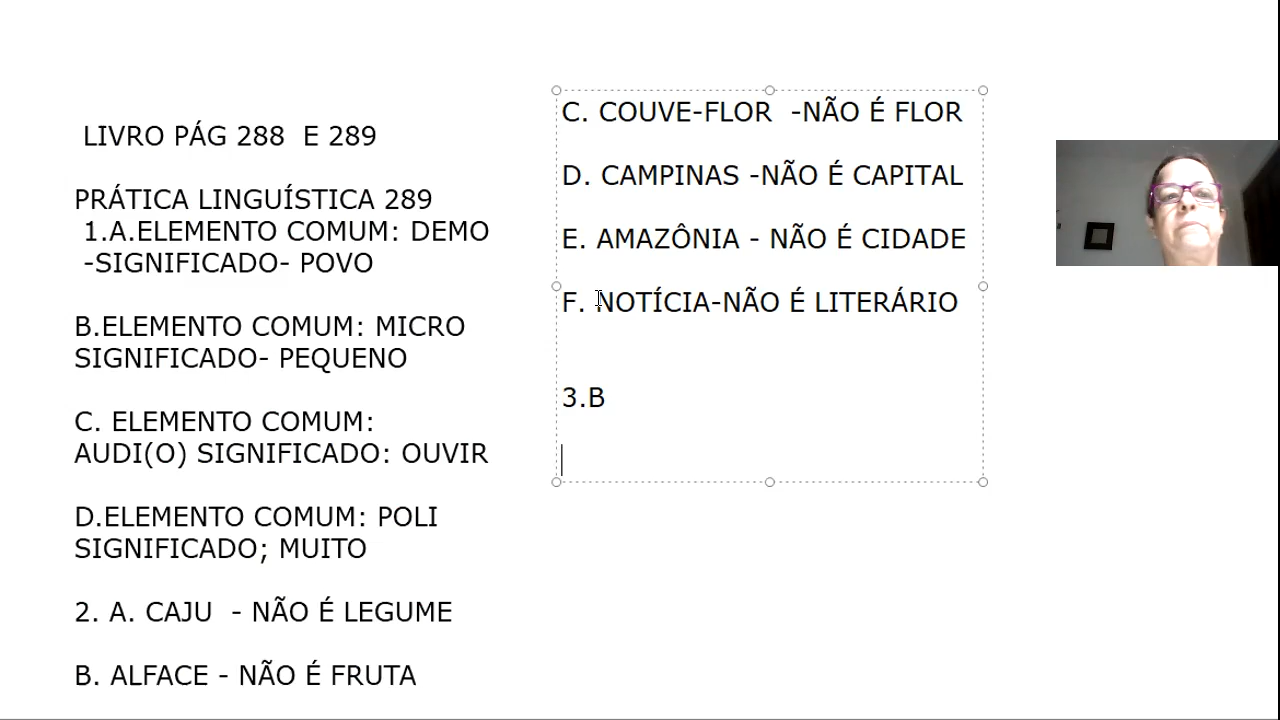 LIVRO PÁG 288 E 289
PRÁTICA LINGUÍSTICA 289
1.A.ELEMENTO COMUM: DEMO
-SIGNIFICADO- POVO
B.ELEMENTO COMUM: MICRO
SIGNIFICADO- PEQUENO
C. ELEMENTO COMUM:
AUDI(O) SIGNIFICADO: OUVIR
D.ELEMENTO COMUM: POLI
SIGNIFICADO; MUITO
2. A. CAJU - NÃO É LEGUME
B. ALFACE - NÃO É FRUTA
C. COUVE-FLOR -NÃO É FLOR
D. CAMPINAS -NÃO É CAPITAL
E. AMAZÔNIA - NÃO É CIDADE
F. NOTÍCIA-NÃO É LITERÁRIO
3.B